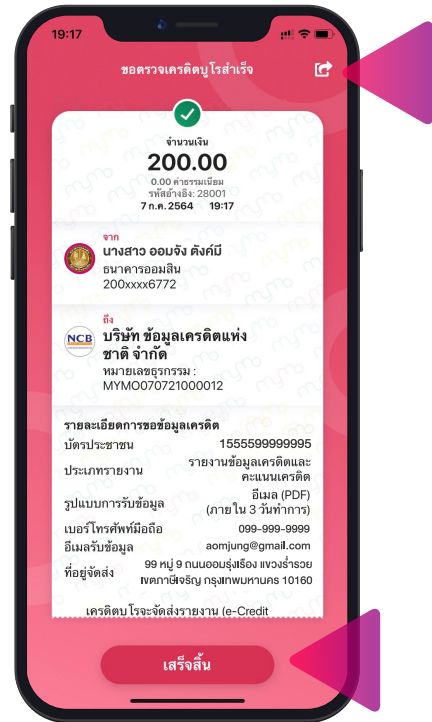 19:17
ขอตรวจเครดิตบูโรสำเร็จ
จำนวนเงิน
200.00
0.00 ค่าธรรมเนียม
รหัสอ้างอิง: 28001
7 ก.ค. 2564 19:17
จาก
นางสาว ออมจัง ตังค์มี
ธนาคารออมสิน
200xxxx6772
ถึง
NCB
บริษัท ข้อมูลเครดิตแห่ง
ชาติ จำกัด
หมายเลขธุรกรรม :
MYMO070721000012
รายละเอียดการขอข้อมูลเครดิต
บัตรประชาชน 1555599999995
ประเภทรายงาน รายงานข้อมูลเครดิตและ
คะแนนเครดิต
รูปแบบการรับข้อมูล อีเมล (PDF)
(ภายใน 3 วันทำการ)
เบอร์โทรศัพท์มือถือ 099-999-9999
อีเมลรับข้อมูล aomjung@gmail.com
ที่อยู่จัดส่ง 99 หมู่ 9 ถนนออมรุ่งเรือง แขวงร่ำรวย
เขตภาษีเจริญ กรุงเทพมหานคร 10160
เครดิตบูโรจะจัดส่งรายงาน (e-Credit
เสร็จสิ้น